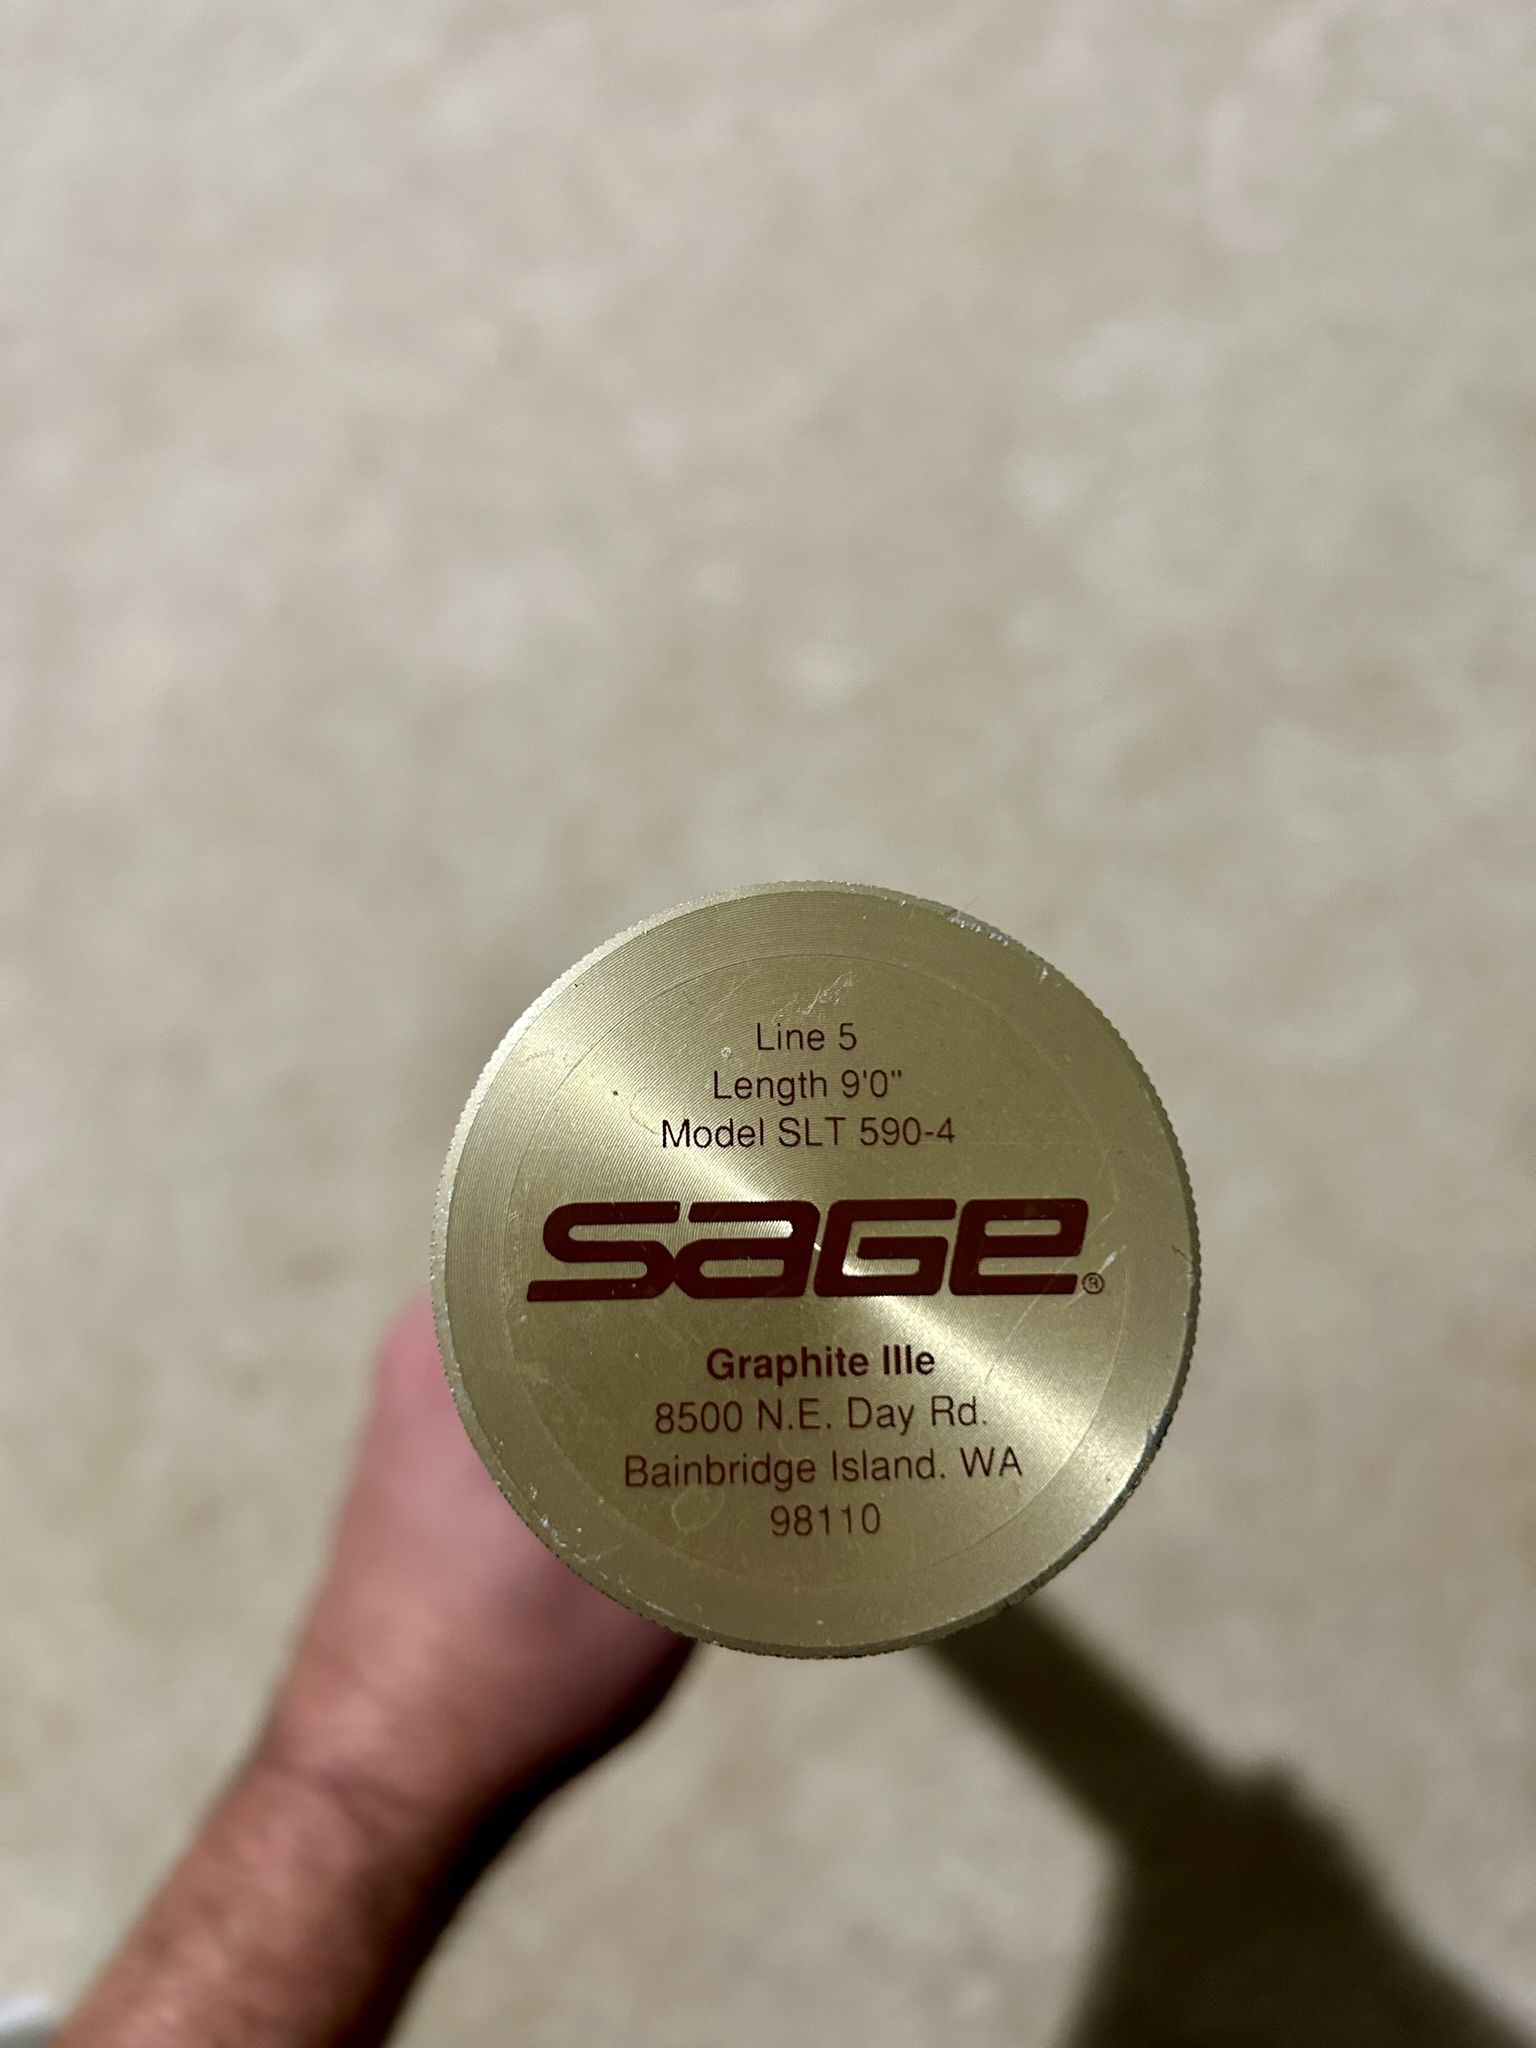 Line 5
Length 9'0"
Model SLT 590-4
SAGE®
Graphite IIIe
8500 N.E. Day Rd.
Bainbridge Island. WA
98110